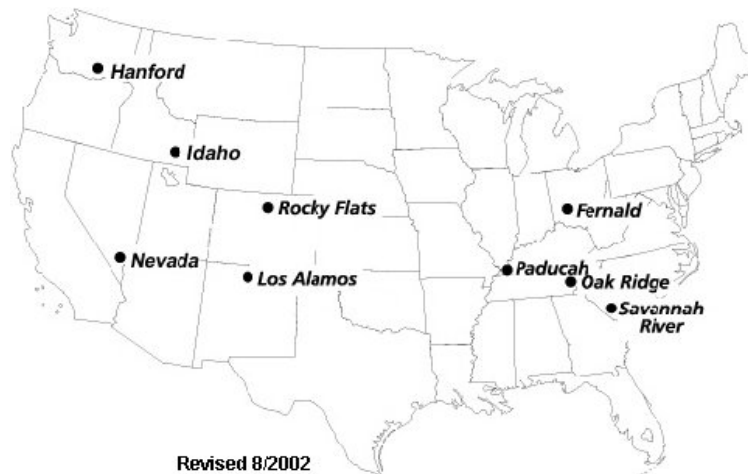 Hanford
Idaho
Rocky Flats
Fernald
Nevada
Paducah
Los Alamos
Oak Ridge
Savannah
River
Revised 8/2002